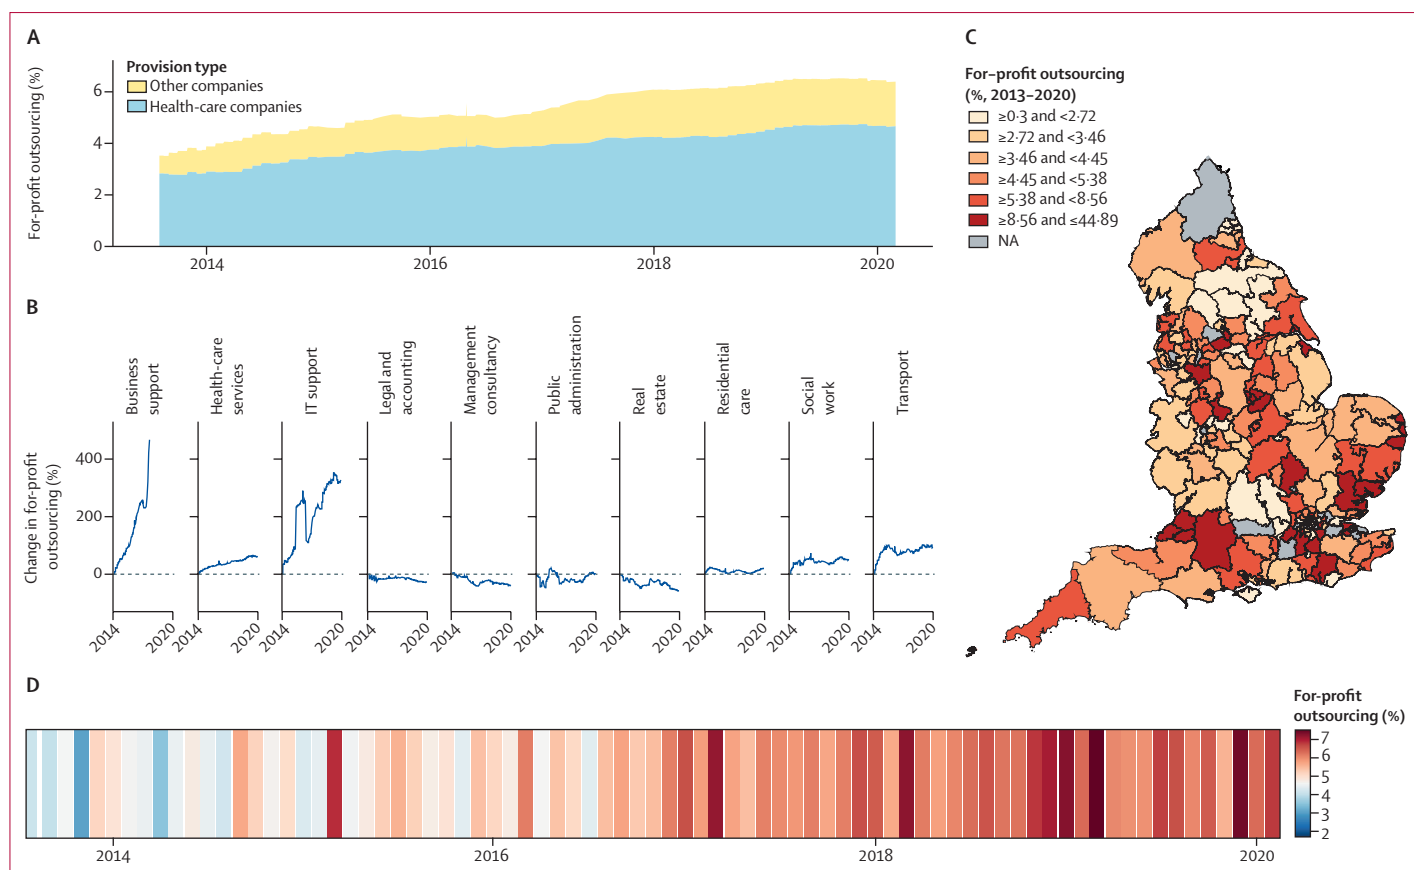 A
Provision type
Other companies
Health-care companies
For-profit outsourcing (%)
6
4
2
0
2014
2016
2018
2020
B
Business
support
Health-care
services
IT support
Legal and
accounting
Management
consultancy
Public
administration
Real
estate
Residential
care
Social
work
Transport
Change in for-profit
outsourcing (%)
400
200
0
2014
2020
2014
2020
2014
2020
2014
2020
2014
2020
2014
2020
2014
2020
2014
2020
2014
2020
2014
2020
C
For–profit outsourcing
(%, 2013–2020)
≥0·3 and <2·72
≥2·72 and <3·46
≥3·46 and <4·45
≥4·45 and <5·38
≥5·38 and <8·56
≥8·56 and ≤44·89
NA
D
2014
2016
2018
2020
For-profit
outsourcing (%)
7
6
5
4
3
2